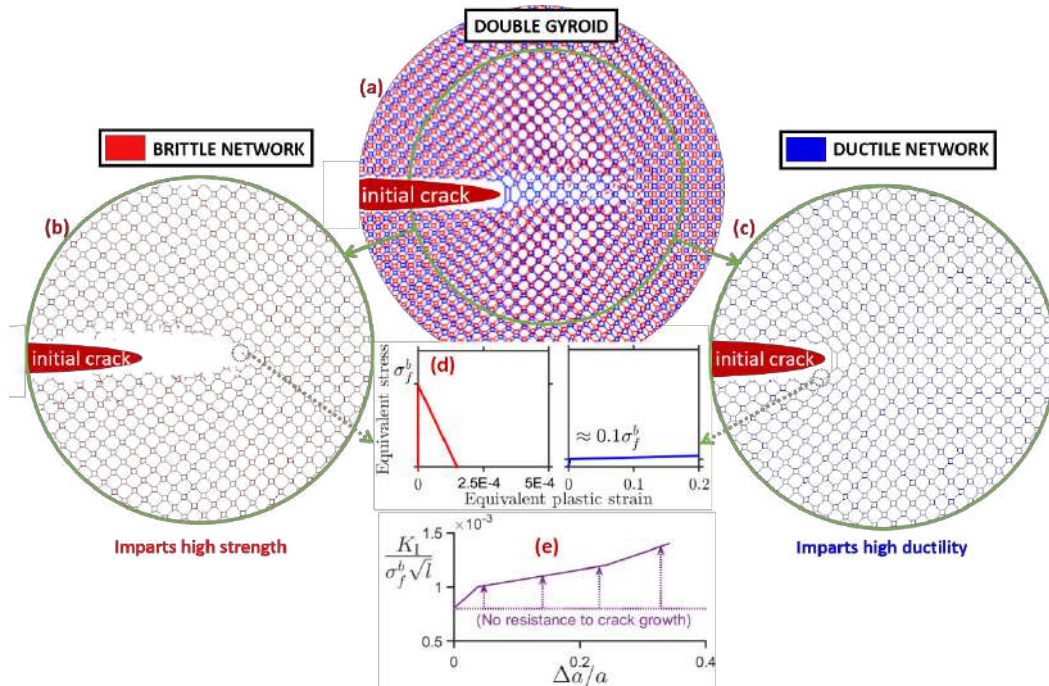 DOUBLE GYROID
(a)
BRITTLE NETWORK
DUCTILE NETWORK
initial crack
(b)
(c)
initial crack
initial crack
(d)
Equivalent stress
σ_f^b
≈ 0.1σ_f^b
0 2.5E-4 5E-4 0 0.1 0.2
Equivalent plastic strain
Imparts high strength
Imparts high ductility
×10⁻³
(e)
K_I / σ_f^b √l
1.5
1
0.5
(No resistance to crack growth)
0 0.2 0.4
Δa/a